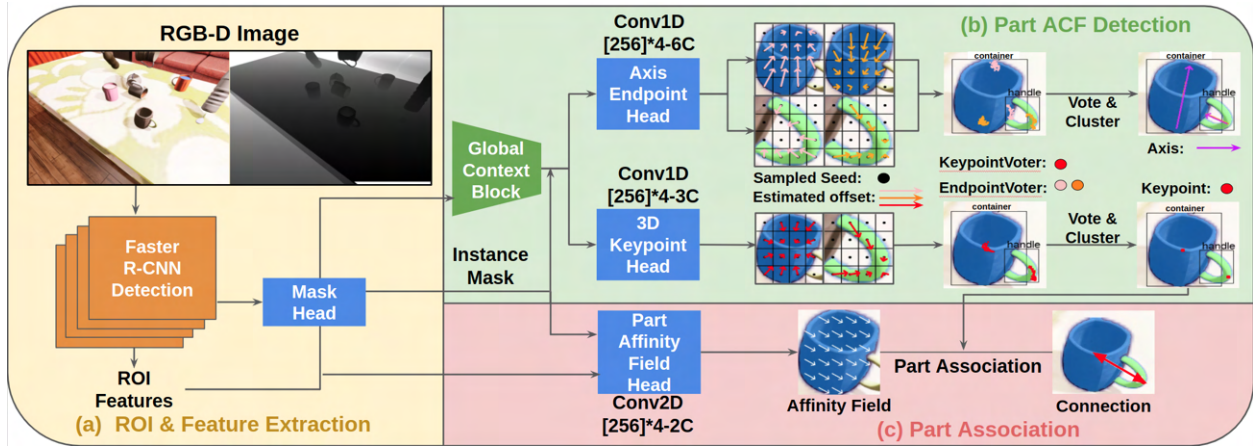 RGB-D Image
Faster
R-CNN
Detection
Mask
Head
ROI
Features
(a) ROI & Feature Extraction
Global
Context
Block
Instance
Mask
Conv1D
[256]*4-6C
Axis
Endpoint
Head
Conv1D
[256]*4-3C
3D
Keypoint
Head
Sampled Seed:
Estimated offset:
(b) Part ACF Detection
container
handle
Vote &
Cluster
container
handle
Axis:
KeypointVoter:
EndpointVoter:
Keypoint:
container
handle
Vote &
Cluster
container
handle
Part
Affinity
Field
Head
Conv2D
[256]*4-2C
Affinity Field
Part Association
Connection
(c) Part Association